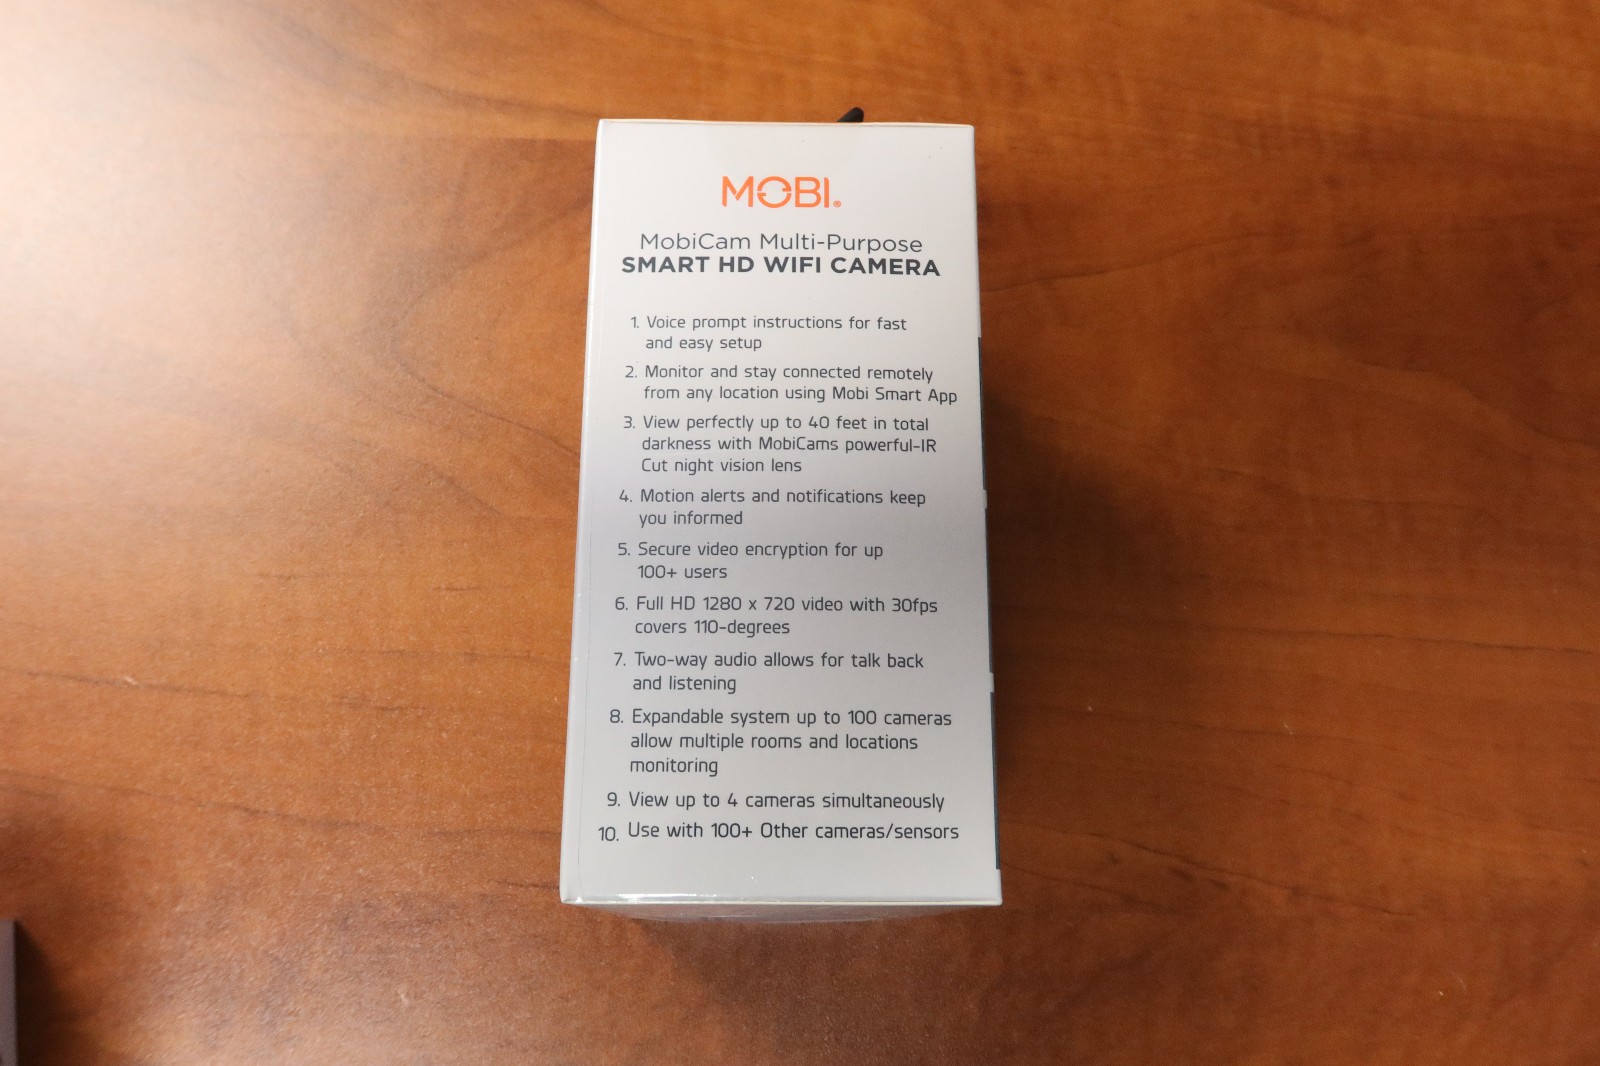 MOBI®
MobiCam Multi-Purpose
SMART HD WIFI CAMERA
1. Voice prompt instructions for fast
and easy setup
2. Monitor and stay connected remotely
from any location using Mobi Smart App
3. View perfectly up to 40 feet in total
darkness with MobiCams powerful-IR
Cut night vision lens
4. Motion alerts and notifications keep
you informed
5. Secure video encryption for up
100+ users
6. Full HD 1280 x 720 video with 30fps
covers 110-degrees
7. Two-way audio allows for talk back
and listening
8. Expandable system up to 100 cameras
allow multiple rooms and locations
monitoring
9. View up to 4 cameras simultaneously
10. Use with 100+ Other cameras/sensors